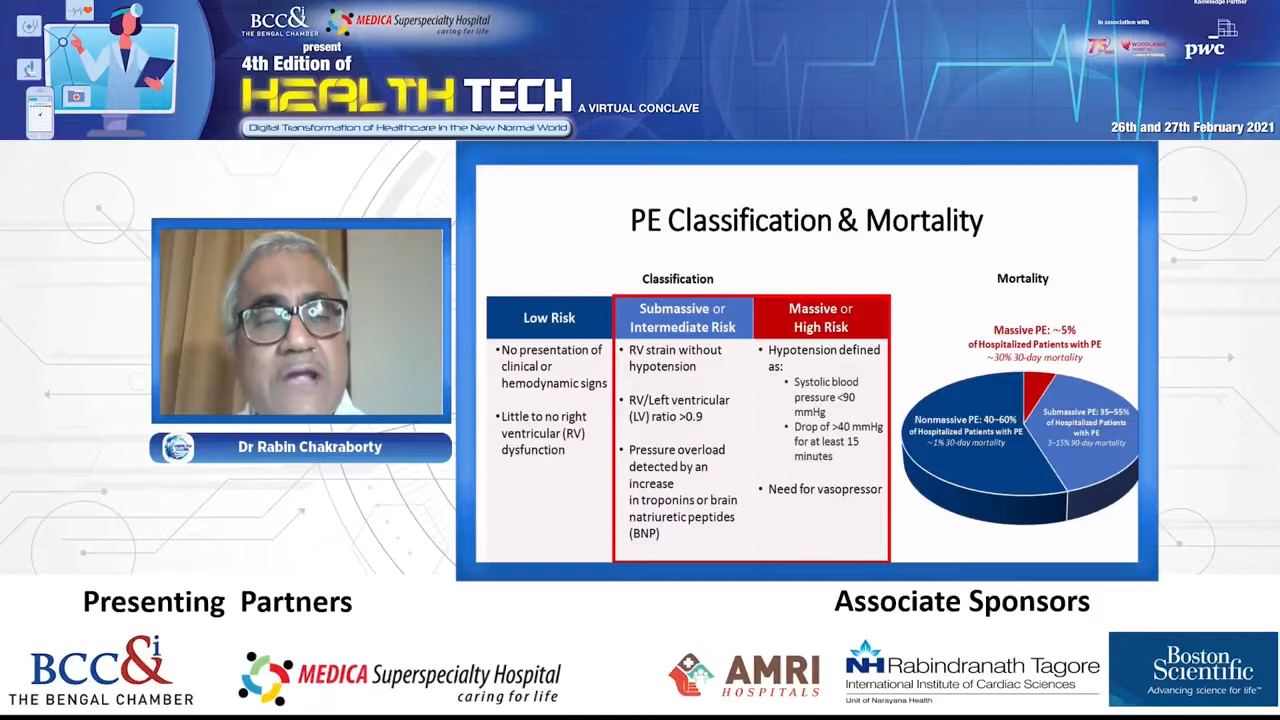 BCC&i
THE BENGAL CHAMBER
MEDICA Superspecialty Hospital
caring for life
present
4th Edition of
HEALTH TECH
A VIRTUAL CONCLAVE
Digital Transformation of Healthcare in the New Normal World
Knowledge Partner
in association with
75
WOODLANDS
pwc
26th and 27th February 2021
Dr Rabin Chakraborty
PE Classification & Mortality
Classification
Low Risk
•No presentation of
clinical or
hemodynamic signs
•Little to no right
ventricular (RV)
dysfunction
Submassive or
Intermediate Risk
• RV strain without
hypotension
• RV/Left ventricular
(LV) ratio >0.9
• Pressure overload
detected by an
increase
in troponins or brain
natriuretic peptides
(BNP)
Massive or
High Risk
• Hypotension defined
as:
• Systolic blood
pressure <90
mmHg
• Drop of >40 mmHg
for at least 15
minutes
• Need for vasopressor
Mortality
Massive PE: ~5%
of Hospitalized Patients with PE
~30% 30-day mortality
Nonmassive PE: 40–60%
of Hospitalized Patients with PE
~1% 30-day mortality
Submassive PE: 35–55%
of Hospitalized Patients
with PE
3–15% 90-day mortality
Presenting Partners
BCC&i
THE BENGAL CHAMBER
MEDICA Superspecialty Hospital
caring for life
Associate Sponsors
AMRI
HOSPITALS
NH Rabindranath Tagore
International Institute of Cardiac Sciences
Unit of Narayana Health
Boston
Scientific
Advancing science for life™